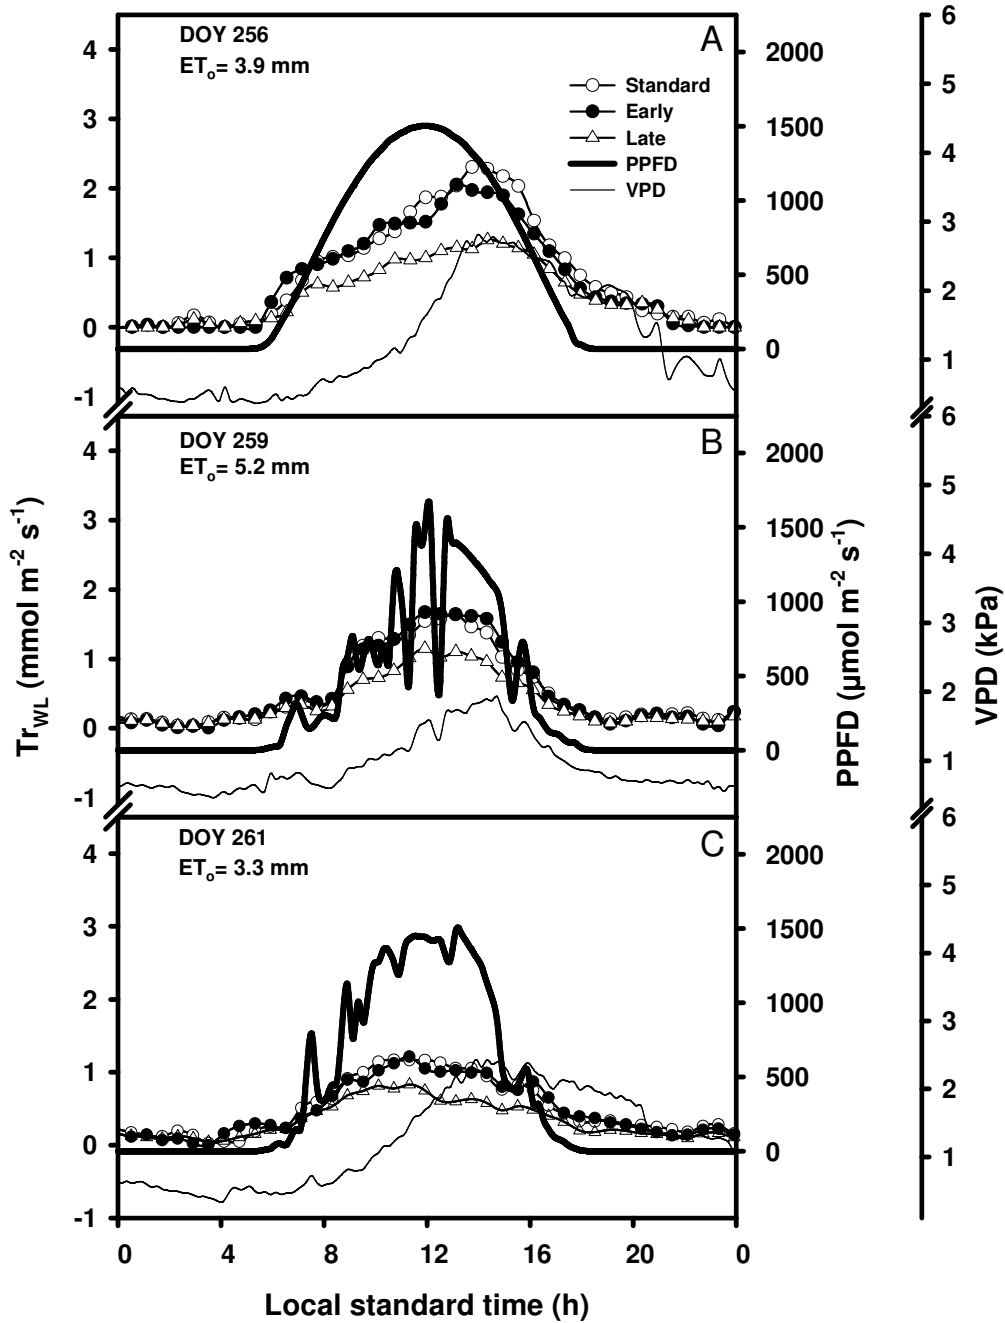 DOY 256
ETo= 3.9 mm
A
Standard
Early
Late
PPFD
VPD
4
3
2
1
0
-1
2000
1500
1000
500
0
6
5
4
3
2
1
DOY 259
ETo= 5.2 mm
B
4
3
2
1
0
-1
2000
1500
1000
500
0
6
5
4
3
2
1
TrWL (mmol m-2 s-1)
PPFD (µmol m-2 s-1)
VPD (kPa)
DOY 261
ETo= 3.3 mm
C
4
3
2
1
0
-1
2000
1500
1000
500
0
6
5
4
3
2
1
0 4 8 12 16 20 0
Local standard time (h)